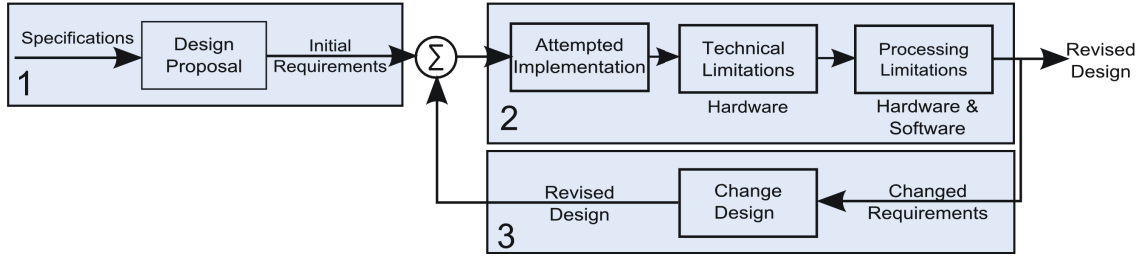 Specifications
Design
Proposal
Initial
Requirements
1
Σ
Attempted
Implementation
Technical
Limitations
Hardware
Processing
Limitations
Hardware &
Software
2
Revised
Design
Revised
Design
Change
Design
Changed
Requirements
3